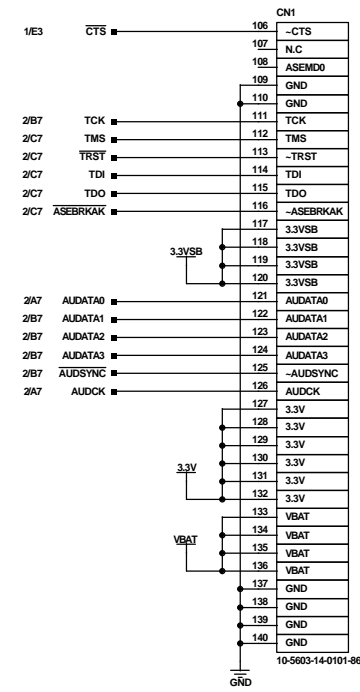 CN1
1/E3 CTS 106 ~CTS
107 N.C
108 ASEMD0
109 GND
110 GND
2/B7 TCK 111 TCK
2/C7 TMS 112 TMS
2/C7 TRST 113 ~TRST
2/C7 TDI 114 TDI
2/C7 TDO 115 TDO
2/C7 ASEBRKAK 116 ~ASEBRKAK
117 3.3VSB
118 3.3VSB
3.3VSB
119 3.3VSB
120 3.3VSB
2/A7 AUDATA0 121 AUDATA0
2/B7 AUDATA1 122 AUDATA1
2/B7 AUDATA2 123 AUDATA2
2/B7 AUDATA3 124 AUDATA3
2/B7 AUDSYNC 125 ~AUDSYNC
2/A7 AUDCK 126 AUDCK
127 3.3V
128 3.3V
129 3.3V
130 3.3V
3.3V
131 3.3V
132 3.3V
133 VBAT
134 VBAT
VBAT
135 VBAT
136 VBAT
137 GND
138 GND
139 GND
140 GND
10-5603-14-0101-86
GND